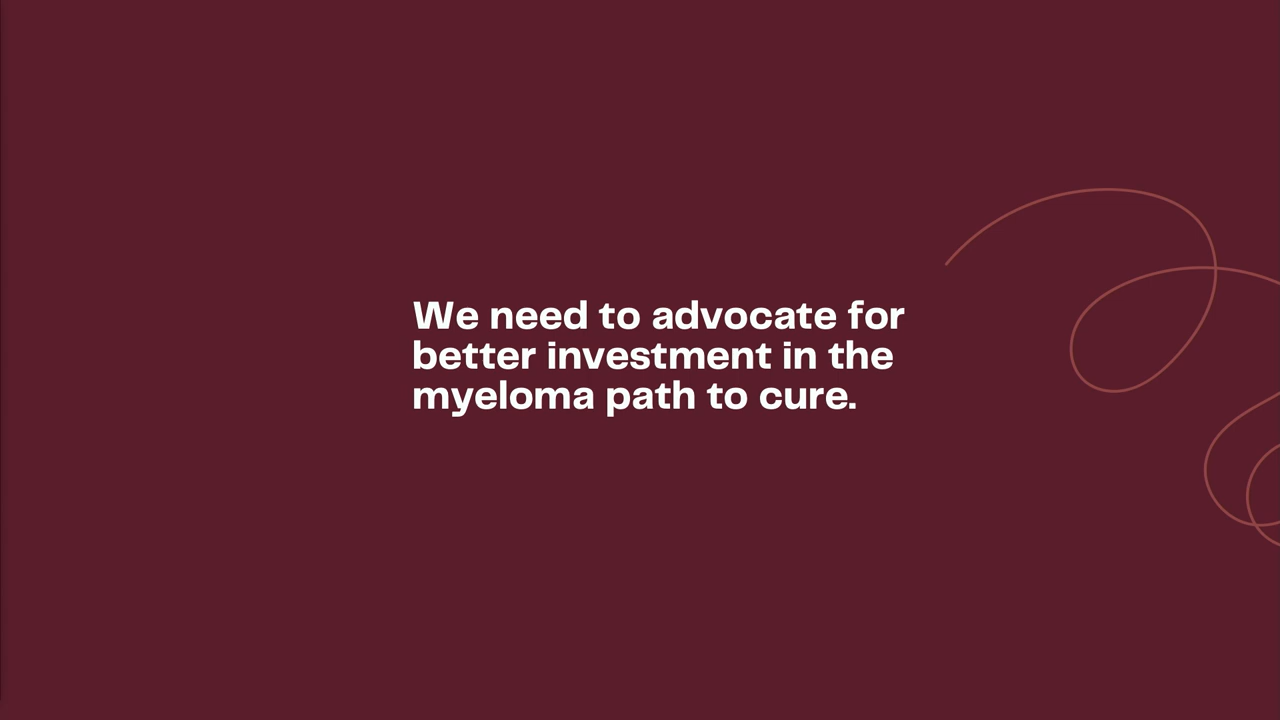 We need to advocate for
better investment in the
myeloma path to cure.